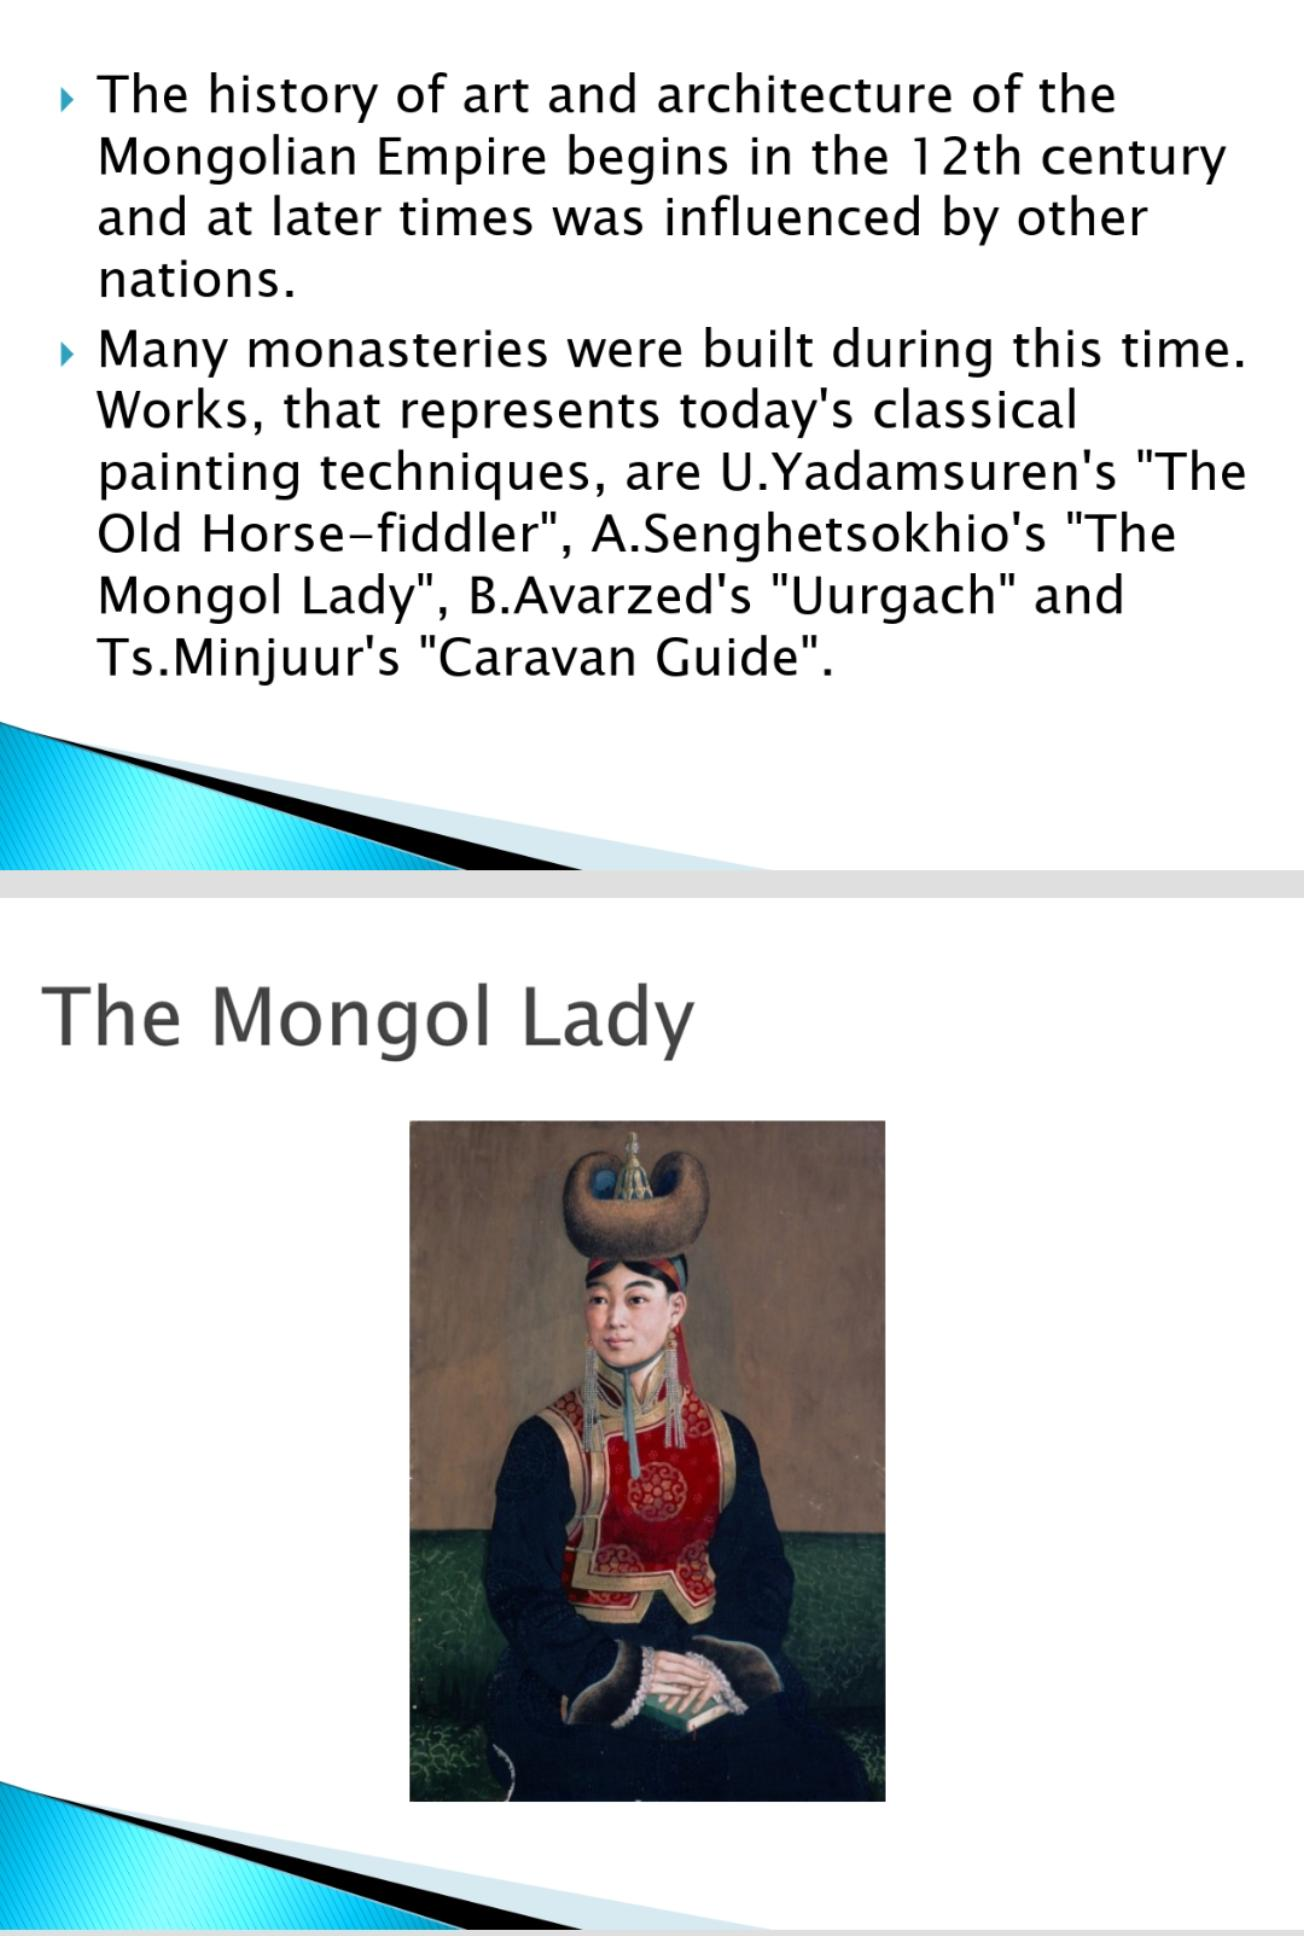 The history of art and architecture of the
Mongolian Empire begins in the 12th century
and at later times was influenced by other
nations.
Many monasteries were built during this time.
Works, that represents today's classical
painting techniques, are U.Yadamsuren's "The
Old Horse-fiddler", A.Senghetsokhio's "The
Mongol Lady", B.Avarzed's "Uurgach" and
Ts.Minjuur's "Caravan Guide".
The Mongol Lady